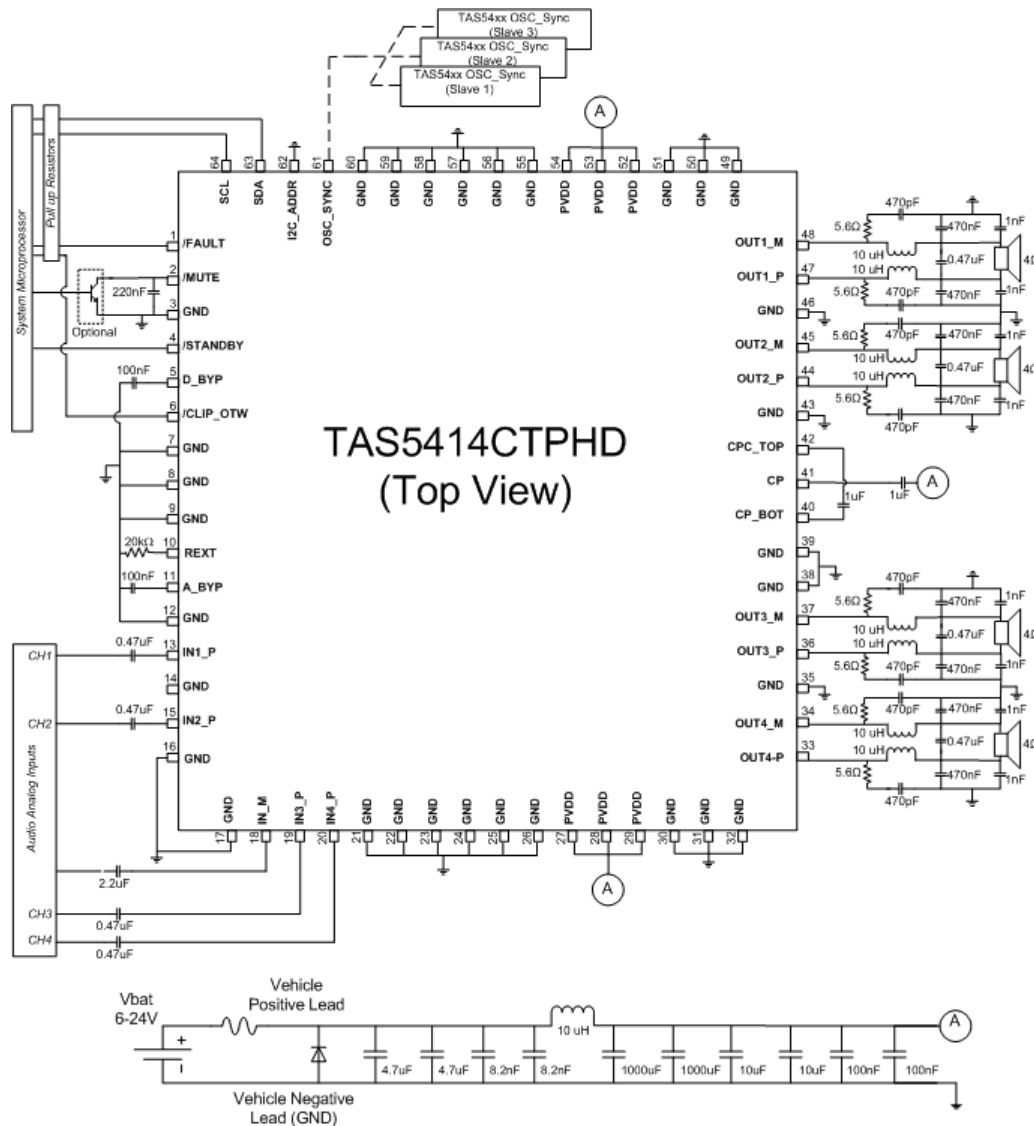 TAS54xx OSC_Sync
(Slave 3)
TAS54xx OSC_Sync
(Slave 2)
TAS54xx OSC_Sync
(Slave 1)
A
System Microprocessor
Pull up Resistors
64 63 62 61 60 59 58 57 56 55 54 53 52 51 50 49
SCL SDA I2C_ADDR OSC_SYNC GND GND GND GND GND GND PVDD PVDD PVDD GND GND GND
1 /FAULT
2 /MUTE
220nF
3 GND
Optional
4 /STANDBY
100nF
5 D_BYP
6 /CLIP_OTW
7 GND
8 GND
9 GND
20kΩ
10 REXT
100nF
11 A_BYP
12 GND
TAS5414CTPHD
(Top View)
OUT1_M 48
OUT1_P 47
GND 46
OUT2_M 45
OUT2_P 44
GND 43
CPC_TOP 42
CP 41
CP_BOT 40
GND 39
GND 38
OUT3_M 37
OUT3_P 36
GND 35
OUT4_M 34
OUT4-P 33
470pF
5.6Ω 470nF 1nF
10 uH 0.47uF 4Ω
10 uH
5.6Ω 470pF 470nF 1nF
5.6Ω 470pF 470nF 1nF
10 uH 0.47uF 4Ω
10 uH
5.6Ω 470nF 1nF
470pF
1uF
1uF
A
470pF
5.6Ω 470nF 1nF
10 uH 0.47uF 4Ω
10 uH
5.6Ω 470pF 470nF 1nF
5.6Ω 470pF 470nF 1nF
10 uH 0.47uF 4Ω
10 uH
5.6Ω 470nF 1nF
470pF
Audio Analog Inputs
CH1 0.47uF 13 IN1_P
14 GND
CH2 0.47uF 15 IN2_P
16 GND
GND IN_M IN3_P IN4_P GND GND GND GND GND GND PVDD PVDD PVDD GND GND GND
17 18 19 20 21 22 23 24 25 26 27 28 29 30 31 32
2.2uF
CH3
0.47uF
CH4
0.47uF
A
Vbat
6-24V
+
Vehicle
Positive Lead
10 uH
A
4.7uF 4.7uF 8.2nF 8.2nF 1000uF 1000uF 10uF 10uF 100nF 100nF
Vehicle Negative
Lead (GND)